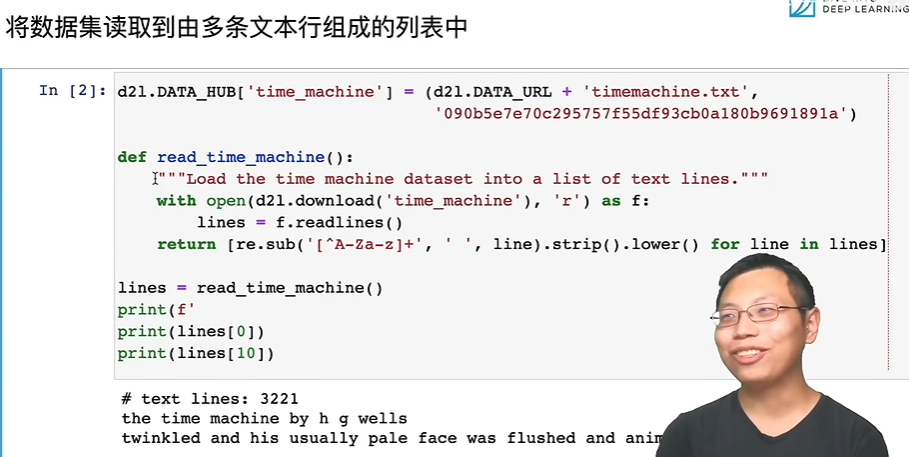 将数据集读取到由多条文本行组成的列表中
DEEP LEARNING
In [2]: d2l.DATA_HUB['time_machine'] = (d2l.DATA_URL + 'timemachine.txt',
'090b5e7e70c295757f55df93cb0a180b9691891a')
def read_time_machine():
"""Load the time machine dataset into a list of text lines."""
with open(d2l.download('time_machine'), 'r') as f:
lines = f.readlines()
return [re.sub('[^A-Za-z]+', ' ', line).strip().lower() for line in lines]
lines = read_time_machine()
print(f'
print(lines[0])
print(lines[10])
# text lines: 3221
the time machine by h g wells
twinkled and his usually pale face was flushed and